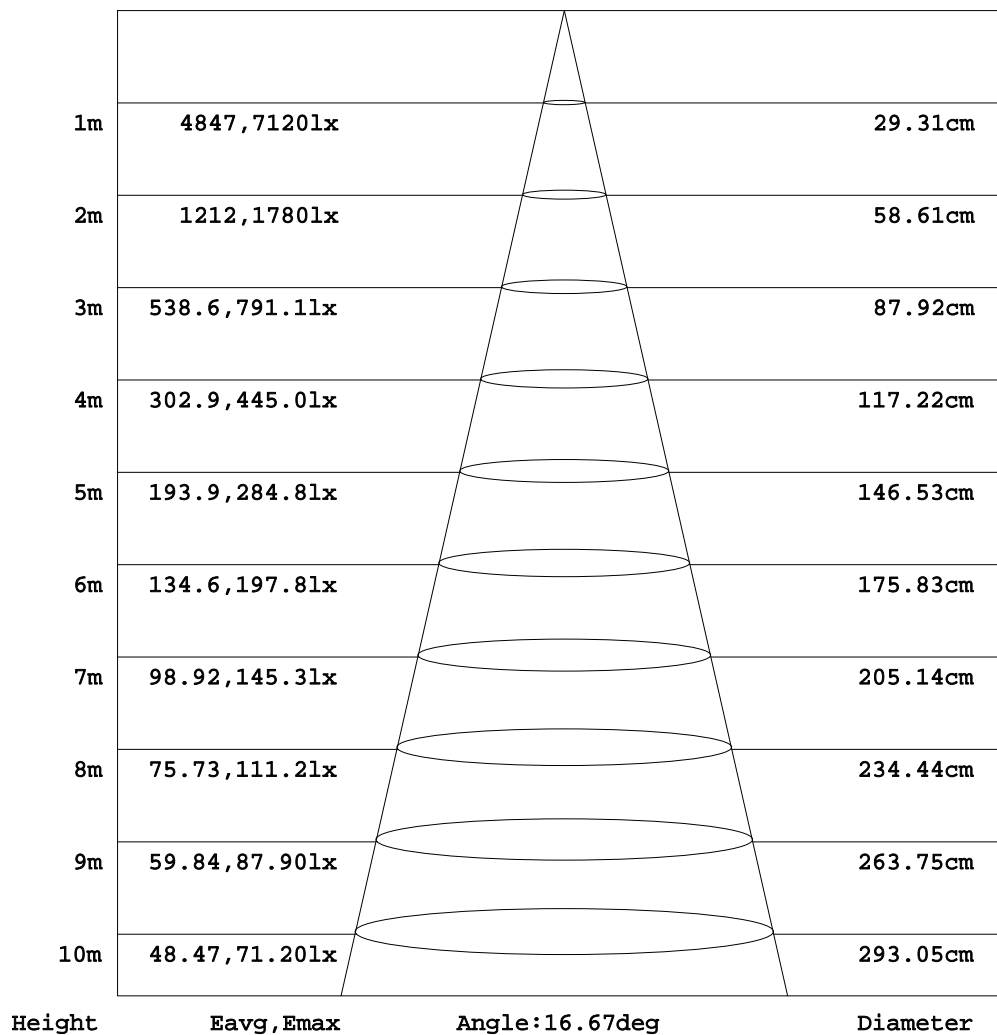 1m 4847,7120lx 29.31cm
2m 1212,1780lx 58.61cm
3m 538.6,791.1lx 87.92cm
4m 302.9,445.0lx 117.22cm
5m 193.9,284.8lx 146.53cm
6m 134.6,197.8lx 175.83cm
7m 98.92,145.3lx 205.14cm
8m 75.73,111.2lx 234.44cm
9m 59.84,87.90lx 263.75cm
10m 48.47,71.20lx 293.05cm
Height Eavg,Emax Angle:16.67deg Diameter